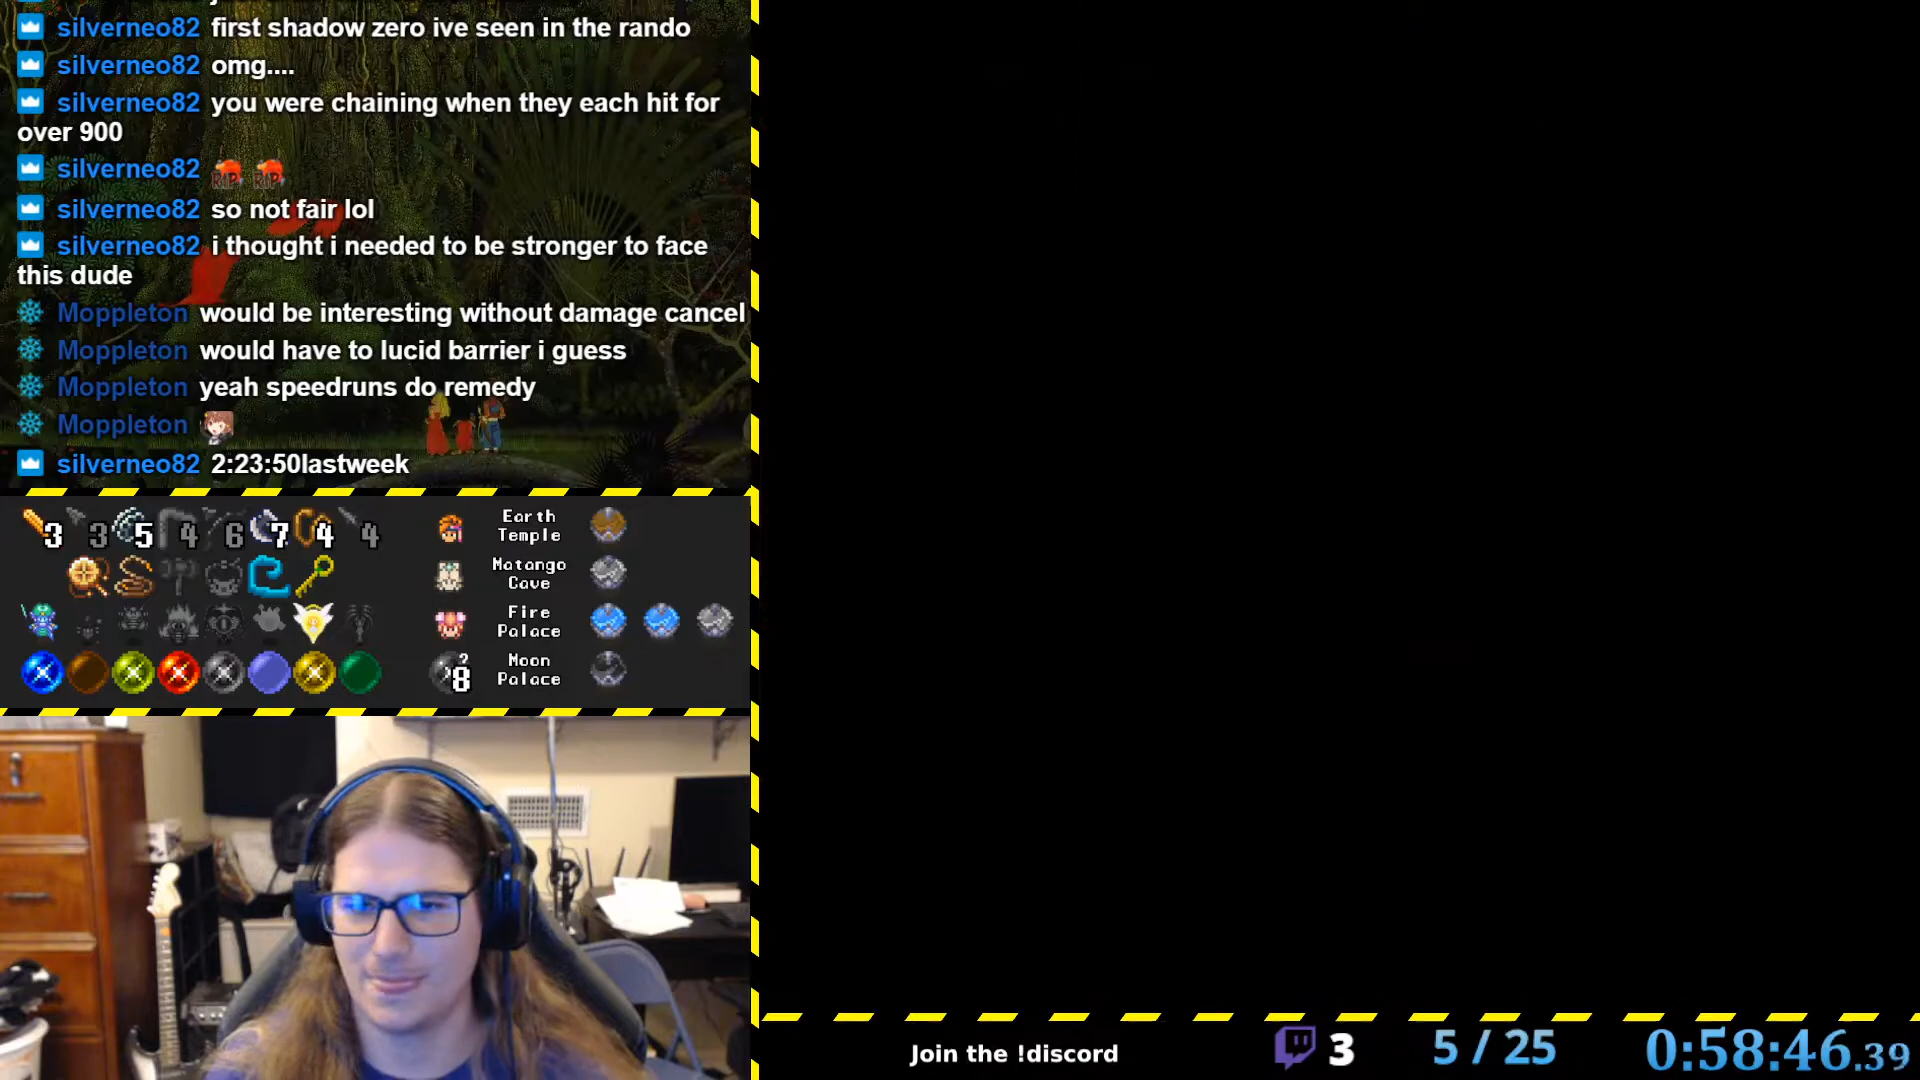 silverneo82 first shadow zero ive seen in the rando
silverneo82 omg....
silverneo82 you were chaining when they each hit for
over 900
silverneo82 RIP RIP
silverneo82 so not fair lol
silverneo82 i thought i needed to be stronger to face
this dude
Moppleton would be interesting without damage cancel
Moppleton would have to lucid barrier i guess
Moppleton yeah speedruns do remedy
Moppleton
silverneo82 2:23:50lastweek
3 3 5 4 6 7 4 4
Earth
Temple
Matango
Cave
Fire
Palace
Moon
Palace
? 8
Join the !discord
3
5 / 25
0:58:46.39